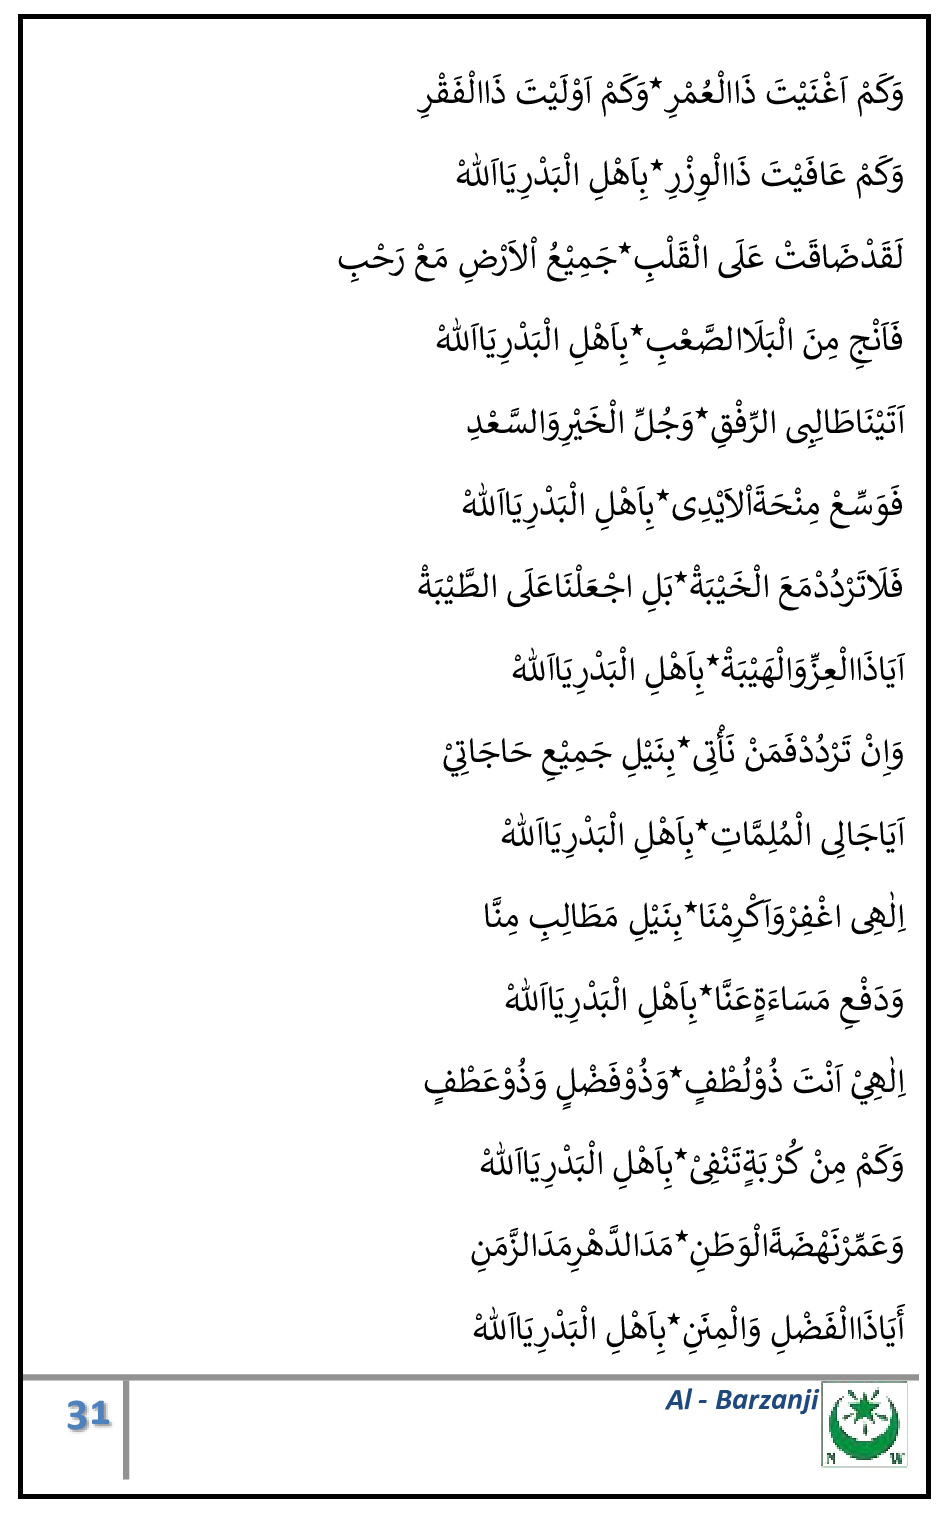 وَكَمْ اَغْنَيْتَ ذَاالْعُمْرِ*وَكَمْ اَوْلَيْتَ ذَاالْفَقْرِ
وَكَمْ عَافَيْتَ ذَاالْوِزْرِ*بِاَهْلِ الْبَدْرِيَااَللّٰهْ
لَقَدْضَاقَتْ عَلَى الْقَلْبِ*جَمِيْعُ اْلاَرْضِ مَعْ رَحْبِ
فَاَنْجِ مِنَ الْبَلَاالصَّعْبِ*بِاَهْلِ الْبَدْرِيَااَللّٰهْ
اَتَيْنَاطَالِبِى الرِّفْقِ*وَجُلِّ الْخَيْرِوَالسَّعْدِ
فَوَسِّعْ مِنْحَةَاْلاَيْدِى*بِاَهْلِ الْبَدْرِيَااَللّٰهْ
فَلَاتَرْدُدْمَعَ الْخَيْبَةْ*بَلِ اجْعَلْنَاعَلَى الطَّيْبَةْ
اَيَاذَاالْعِزِّوَالْهَيْبَةْ*بِاَهْلِ الْبَدْرِيَااَللّٰهْ
وَاِنْ تَرْدُدْفَمَنْ نَأْتِى*بِنَيْلِ جَمِيْعِ حَاجَاتِيْ
اَيَاجَالِى الْمُلِمَّاتِ*بِاَهْلِ الْبَدْرِيَااَللّٰهْ
اِلٰهِى اغْفِرْوَاَكْرِمْنَا*بِنَيْلِ مَطَالِبِ مِنَّا
وَدَفْعِ مَسَاءَةٍعَنَّا*بِاَهْلِ الْبَدْرِيَااَللّٰهْ
اِلٰهِيْ اَنْتَ ذُوْلُطْفٍ*وَذُوْفَضْلٍ وَذُوْعَطْفٍ
وَكَمْ مِنْ كُرْبَةٍتَنْفِىْ*بِاَهْلِ الْبَدْرِيَااَللّٰهْ
وَعَمِّرْنَهْضَةَالْوَطَنِ*مَدَالدَّهْرِمَدَالزَّمَنِ
أَيَاذَاالْفَضْلِ وَالْمِنَنِ*بِاَهْلِ الْبَدْرِيَااَللّٰهْ
Al - Barzanji
31
N W